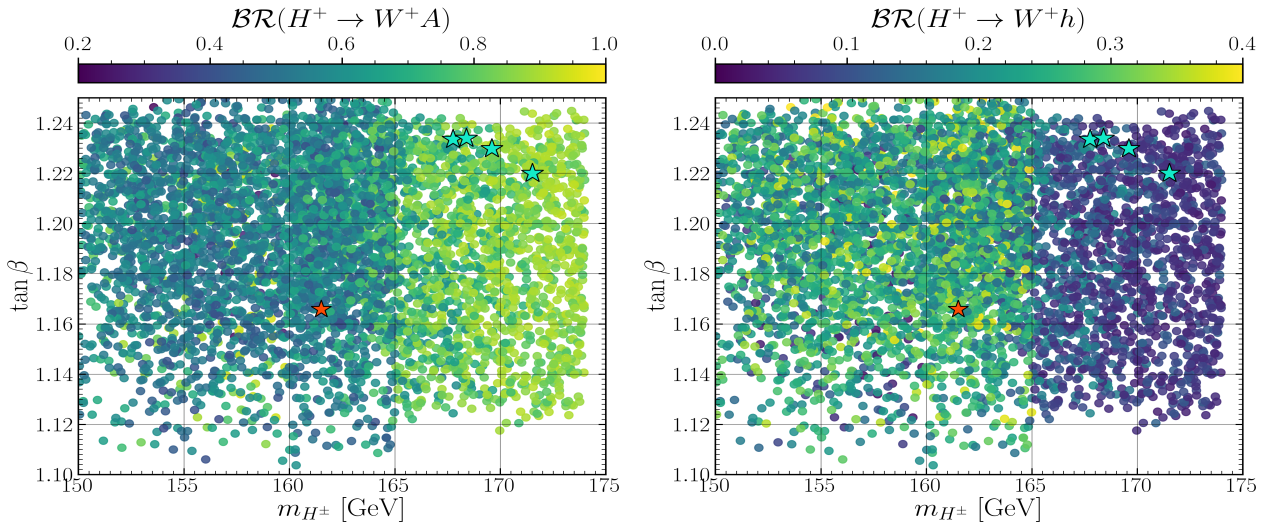 𝓑𝓡(H⁺ → W⁺A)
0.2 0.4 0.6 0.8 1.0
1.24
1.22
1.20
1.18
1.16
1.14
1.12
1.10
tan β
150 155 160 165 170 175
m_{H^±} [GeV]
𝓑𝓡(H⁺ → W⁺h)
0.0 0.1 0.2 0.3 0.4
1.24
1.22
1.20
1.18
1.16
1.14
1.12
1.10
tan β
150 155 160 165 170 175
m_{H^±} [GeV]